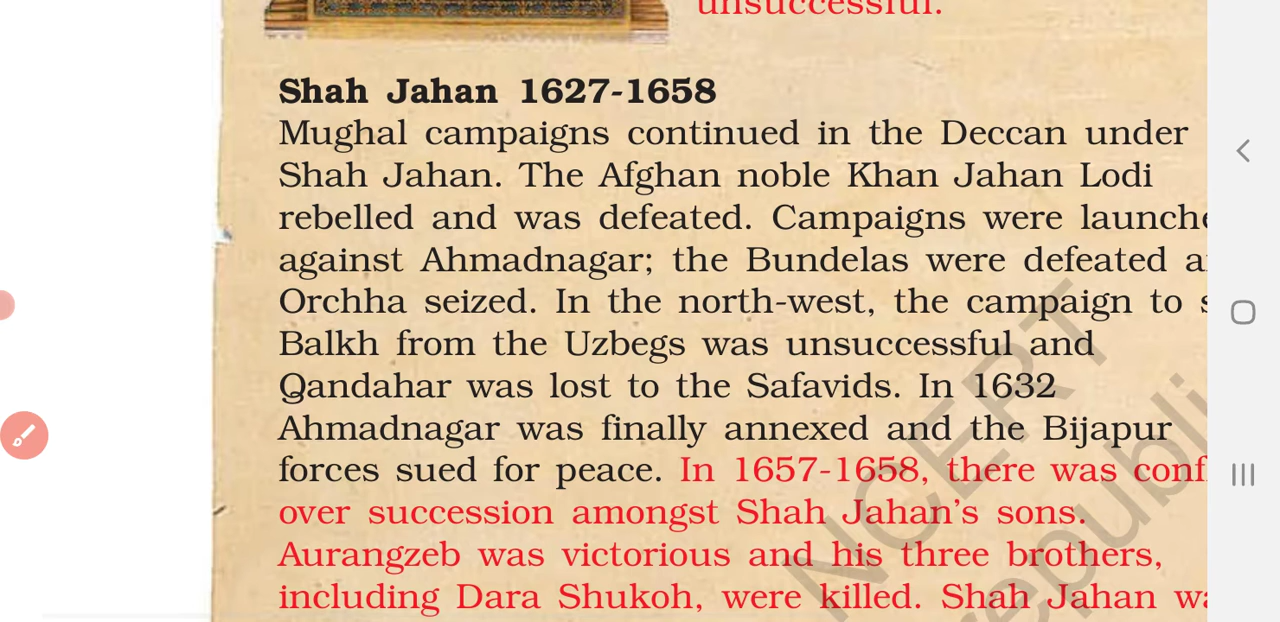 unsuccessful.
Shah Jahan 1627-1658
Mughal campaigns continued in the Deccan under
Shah Jahan. The Afghan noble Khan Jahan Lodi
rebelled and was defeated. Campaigns were launche
against Ahmadnagar; the Bundelas were defeated a
Orchha seized. In the north-west, the campaign to s
Balkh from the Uzbegs was unsuccessful and
Qandahar was lost to the Safavids. In 1632
Ahmadnagar was finally annexed and the Bijapur
forces sued for peace. In 1657-1658, there was conf
over succession amongst Shah Jahan's sons.
Aurangzeb was victorious and his three brothers,
including Dara Shukoh, were killed. Shah Jahan wa
NCERT
republi